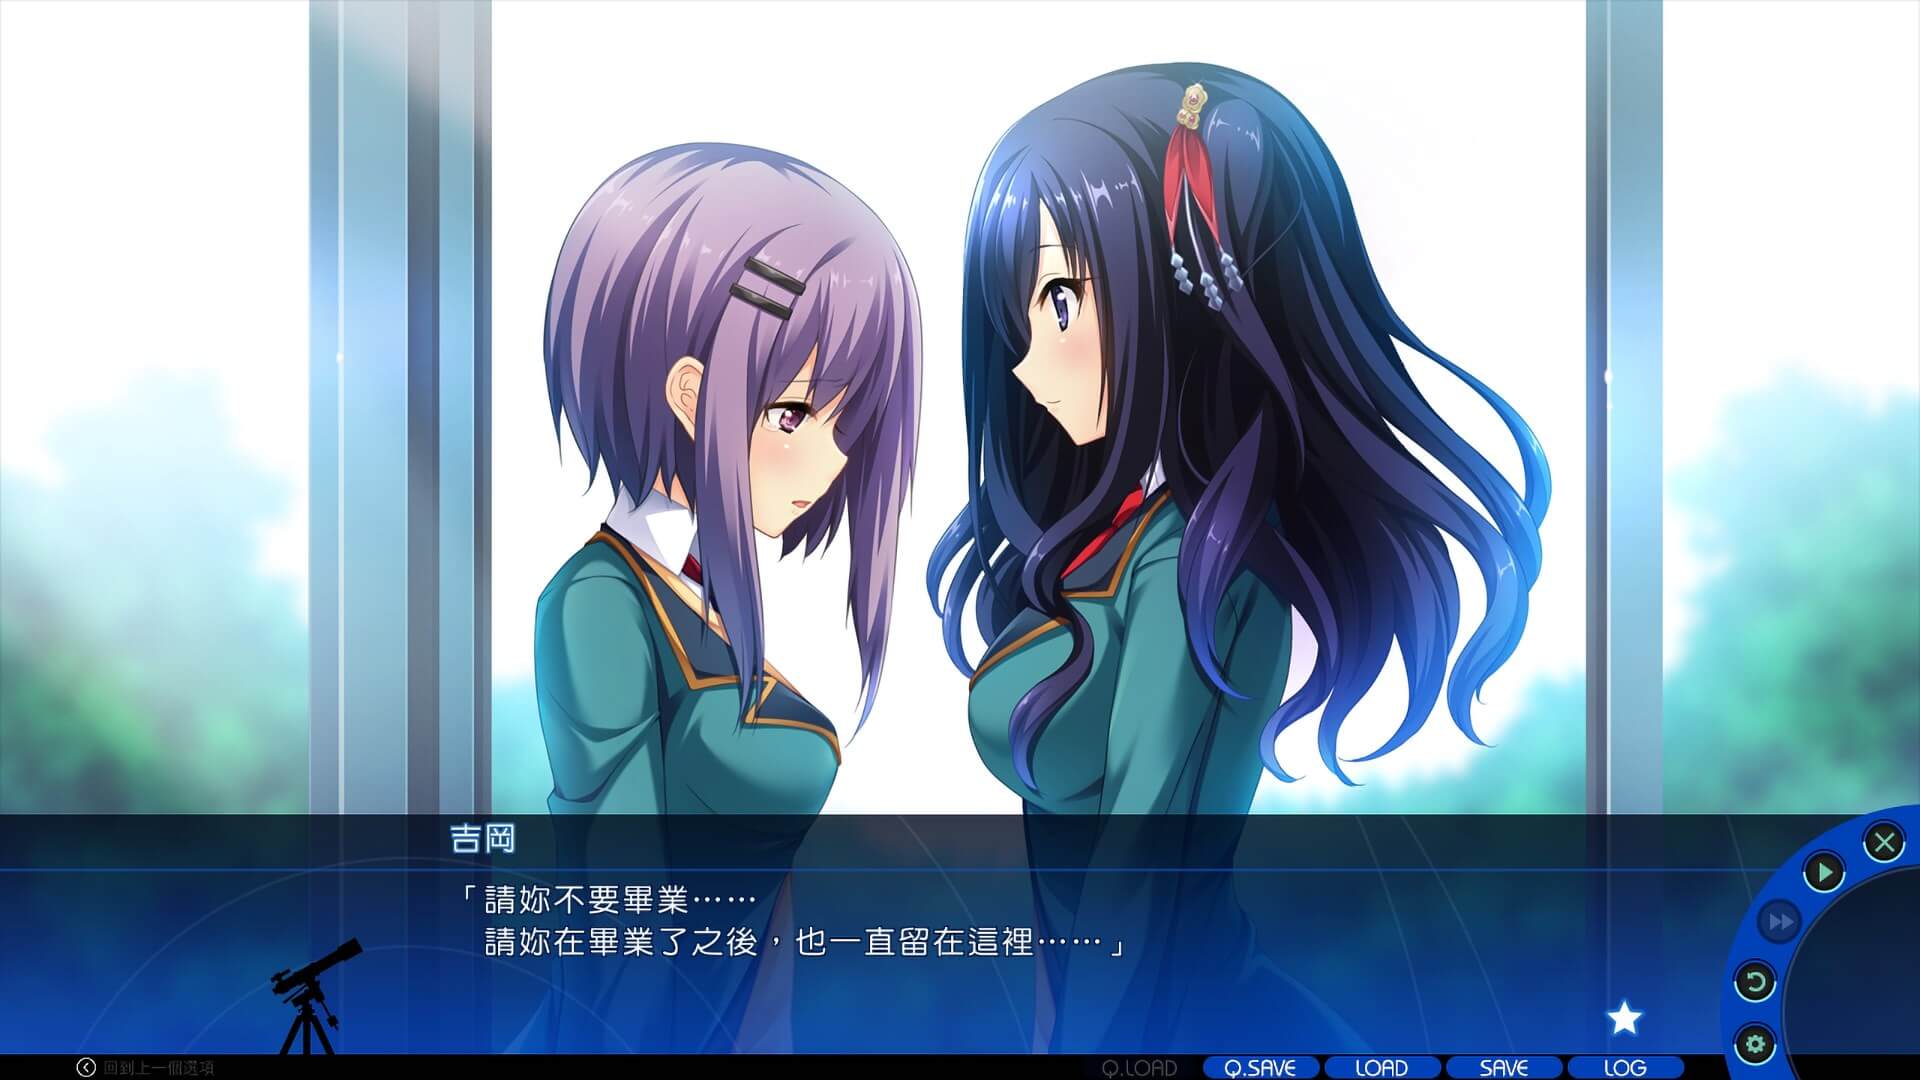 吉岡
「請妳不要畢業⋯⋯
請妳在畢業了之後，也一直留在這裡⋯⋯」
回到上一個選項
Q.LOAD
Q.SAVE
LOAD
SAVE
LOG